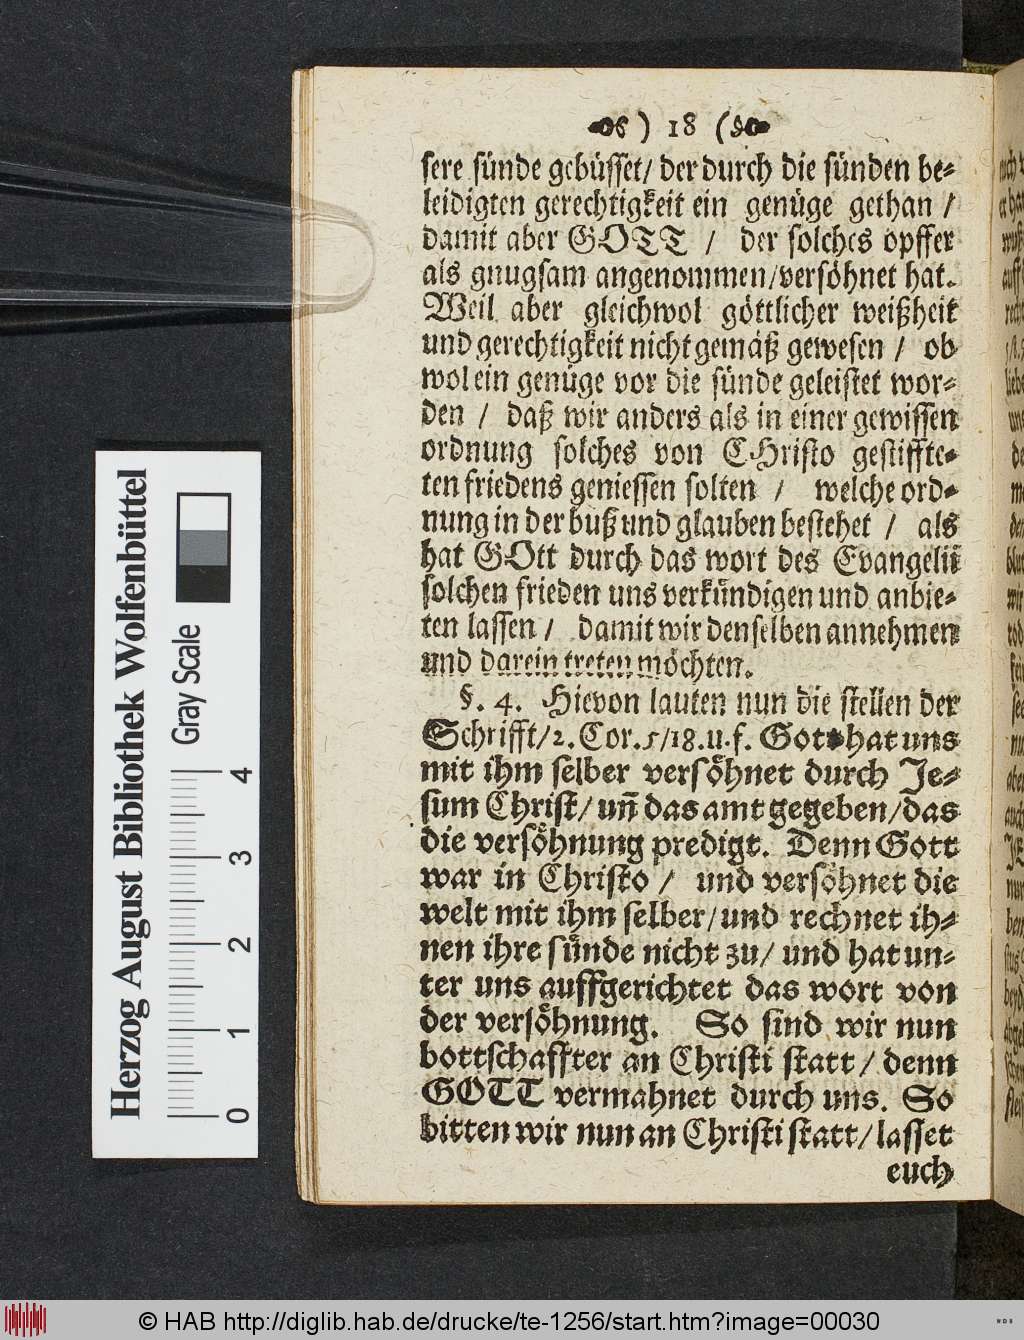 ) 18 (
sere sünde gebüsset/ der durch die sünden be-
leidigten gerechtigkeit ein genüge gethan /
damit aber GOTT / der solches opffer
als gnugsam angenommen/versöhnet hat.
Weil aber gleichwol göttlicher weißheit
und gerechtigkeit nicht gemäß gewesen / ob
wol ein genüge vor die sünde geleistet wor-
den / daß wir anders als in einer gewissen
ordnung solches von CHristo gestiffte-
ten friedens geniessen solten / welche ord-
nung in der buß und glauben bestehet / als
hat GOtt durch das wort des Evangelii
solchen frieden uns verkündigen und anbie-
ten lassen / damit wir denselben annehmen
und darein treten möchten.
§. 4. Hievon lauten nun die stellen der
Schrifft/2. Cor. 5/18. u. f. Gott hat uns
mit ihm selber versöhnet durch Je-
sum Christ/ uñ das amt gegeben/das
die versöhnung predigt. Denn Gott
war in Christo / und versöhnet die
welt mit ihm selber/und rechnet ih-
nen ihre sünde nicht zu/ und hat un-
ter uns auffgerichtet das wort von
der versöhnung. So sind wir nun
bottschaffter an Christi statt / denn
GOTT vermahnet durch uns. So
bitten wir nun an Christi statt/lasset
euch
Herzog August Bibliothek Wolfenbüttel
Gray Scale
0 1 2 3 4
© HAB http://diglib.hab.de/drucke/te-1256/start.htm?image=00030